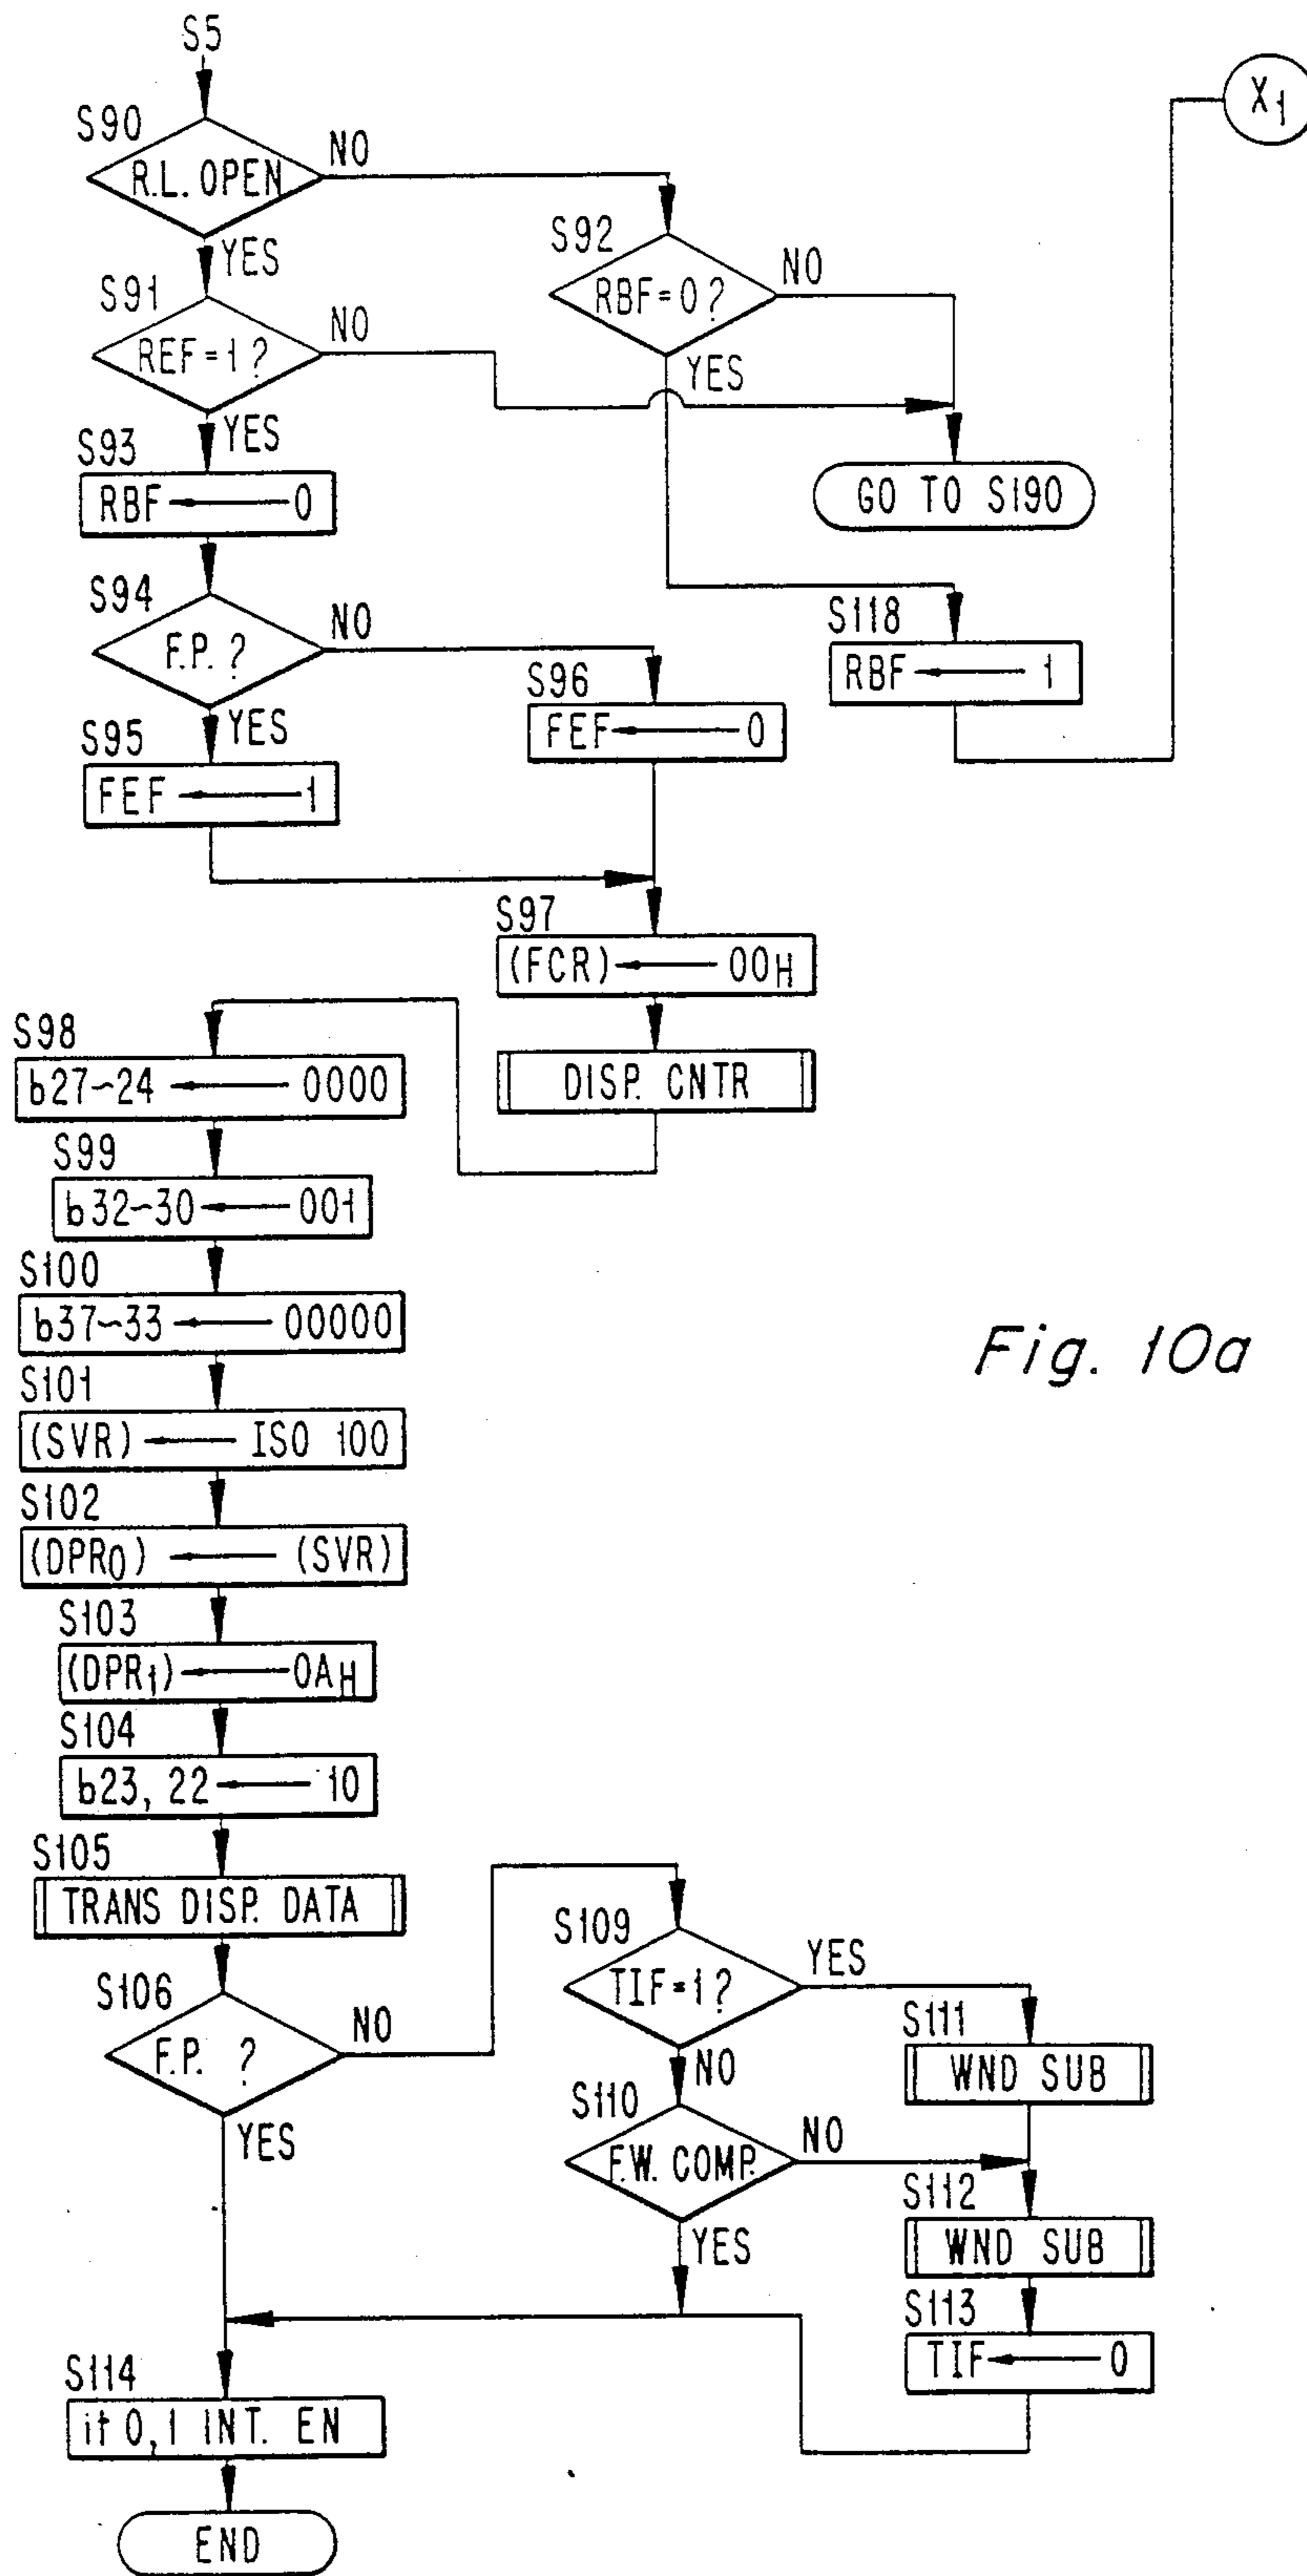 S5
X1
S90
R.L. OPEN
NO
YES
S92
RBF=0?
NO
YES
S91
REF=1?
NO
YES
GO TO S190
S93
RBF ← 0
S94
F.P. ?
NO
YES
S118
RBF ← 1
S96
FEF ← 0
S95
FEF ← 1
S97
(FCR) ← 00H
DISP. CNTR
S98
b27~24 ← 0000
S99
b32~30 ← 001
S100
b37~33 ← 00000
Fig. 10a
S101
(SVR) ← ISO 100
S102
(DPR0) ← (SVR)
S103
(DPR1) ← 0AH
S104
b23, 22 ← 10
S105
TRANS DISP. DATA
S106
F.P. ?
NO
YES
S109
TIF=1?
YES
NO
S111
WND SUB
S110
F.W. COMP.
NO
YES
S112
WND SUB
S113
TIF ← 0
S114
it 0,1 INT. EN
END